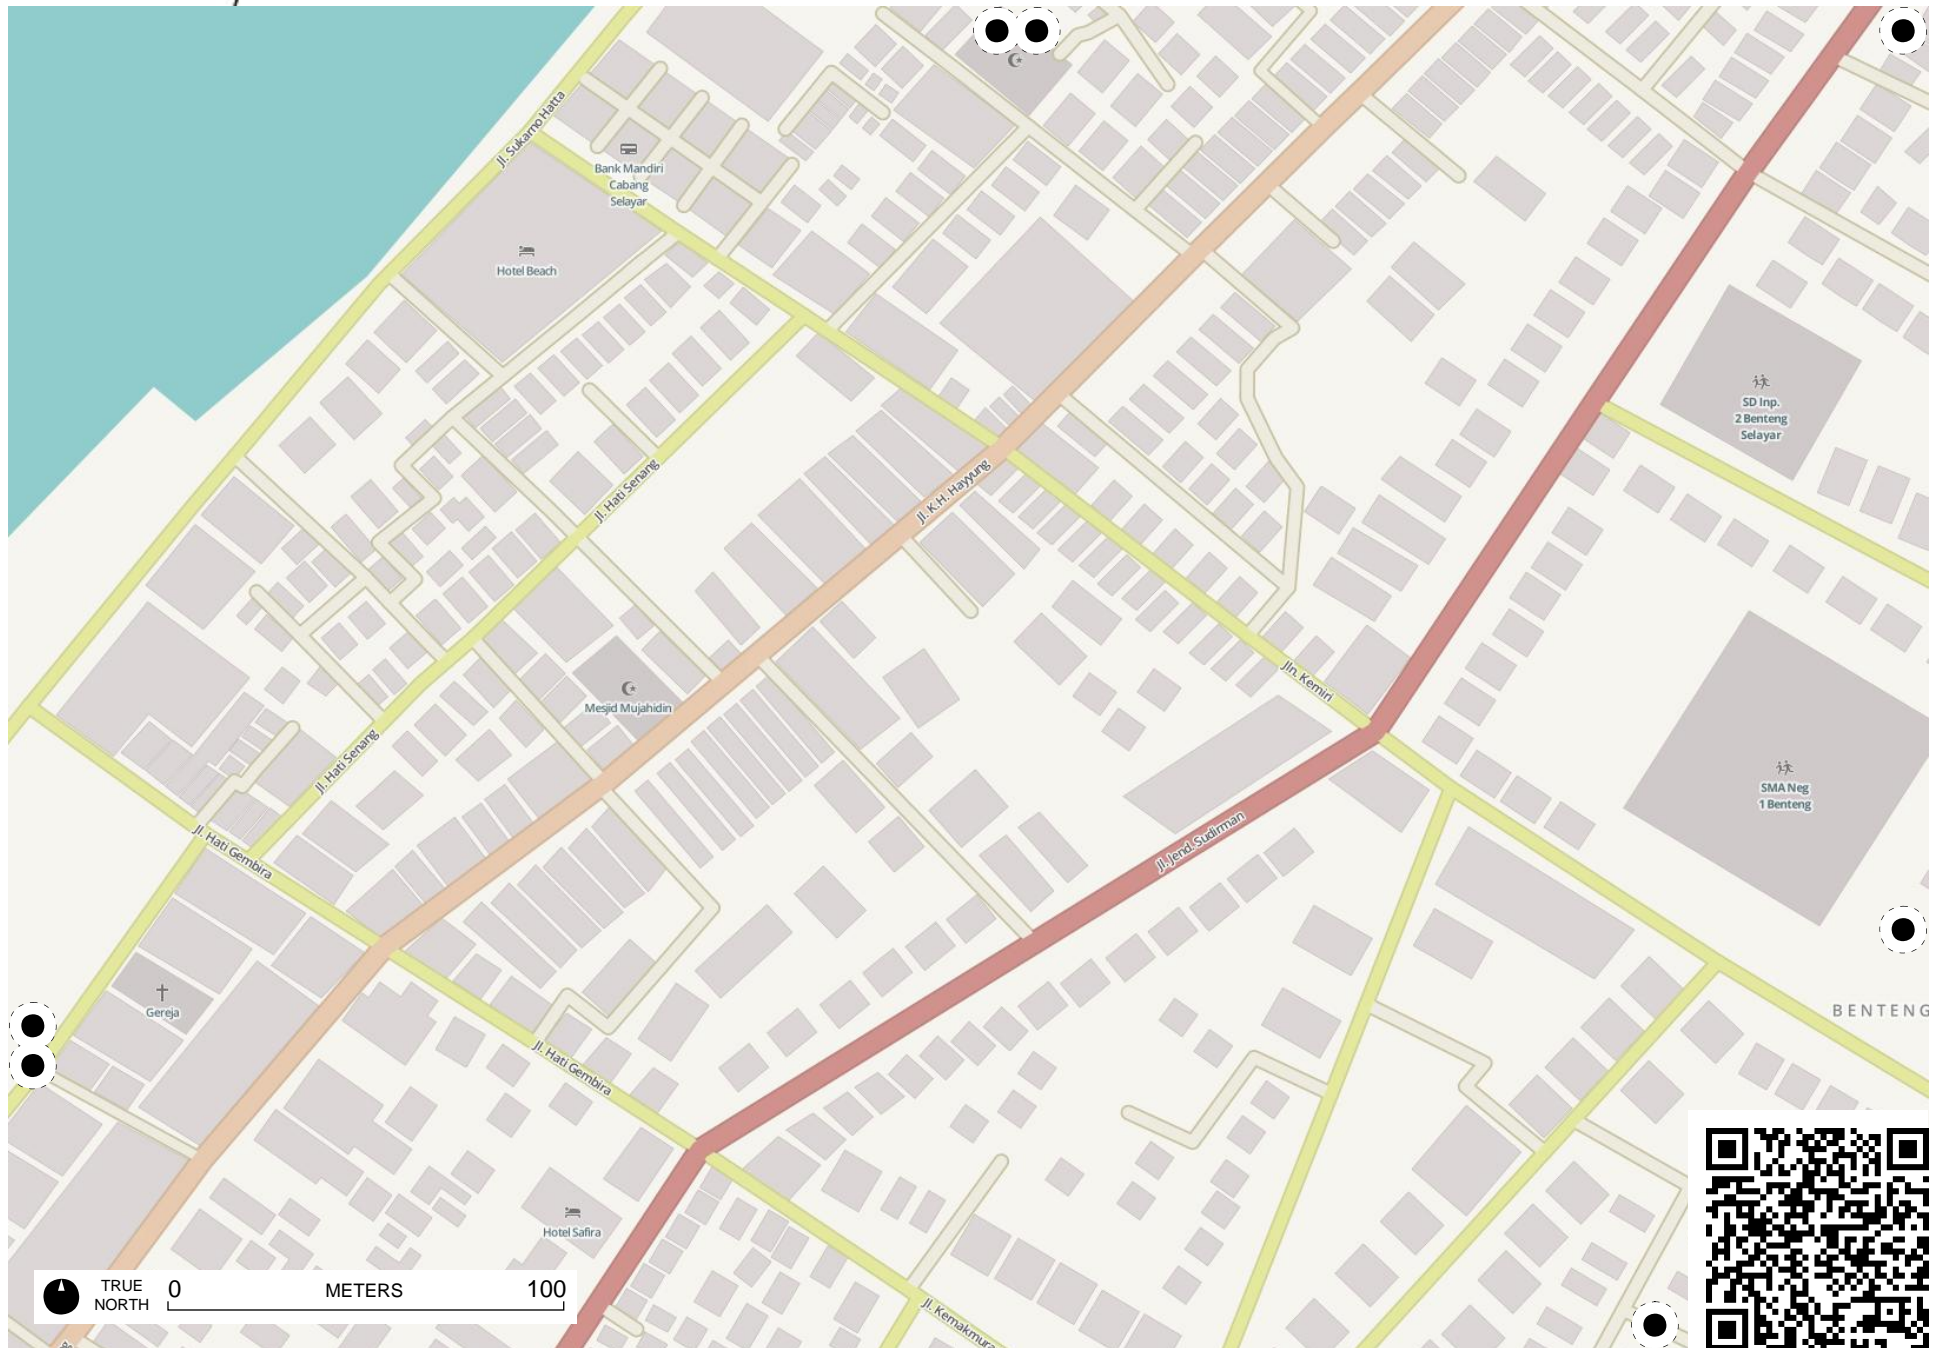 Jl. Sukarno Hatta
Bank Mandiri
Cabang
Selayar
Hotel Beach
SD Inp.
2 Benteng
Selayar
Jl. Hati Senang
Jl. K.H. Hayyung
Jln. Kemiri
Mesjid Mujahidin
Jl. Hati Senang
SMA Neg
1 Benteng
Jl. Hati Gembira
Jl. Jend. Sudirman
Gereja
BENTENG
Jl. Hati Gembira
Hotel Safira
TRUE
NORTH
0 METERS 100
Jl. Kemakmura